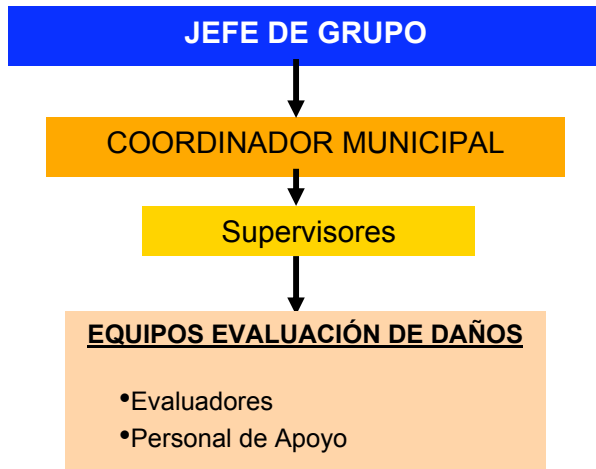 JEFE DE GRUPO
COORDINADOR MUNICIPAL
Supervisores
EQUIPOS EVALUACIÓN DE DAÑOS
•Evaluadores
•Personal de Apoyo